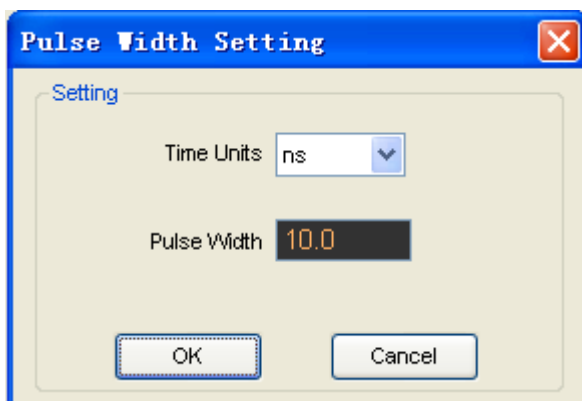 Pulse Width Setting
Setting
Time Units ns
Pulse Width 10.0
OK Cancel